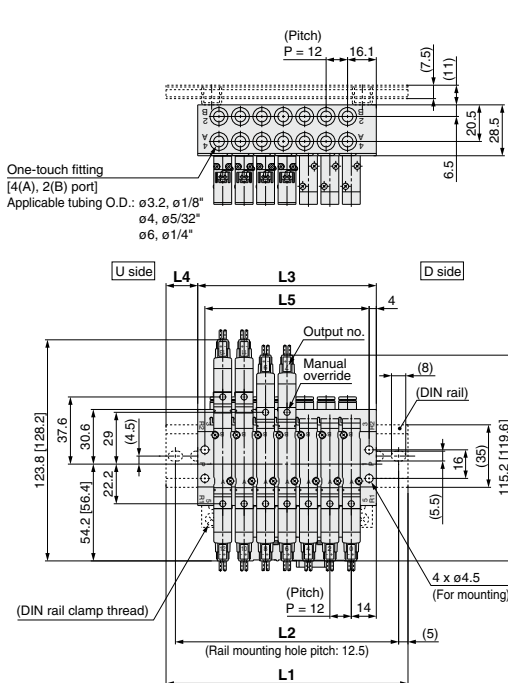 (Pitch)
P = 12
16.1
(7.5)
(11)
B
2
A
4
20.5
28.5
6.5
One-touch fitting
[4(A), 2(B) port]
Applicable tubing O.D.: ø3.2, ø1/8"
ø4, ø5/32"
ø6, ø1/4"
U side
L4
L3
D side
L5
4
Output no.
Manual
override
(8)
(DIN rail)
123.8 [128.2]
37.6
30.6
29
(4.5)
22.2
54.2 [56.4]
16
(35)
(5.5)
115.2 [119.6]
R1
R1
4 x ø4.5
(For mounting)
(DIN rail clamp thread)
(Pitch)
P = 12
14
L2
(5)
(Rail mounting hole pitch: 12.5)
L1